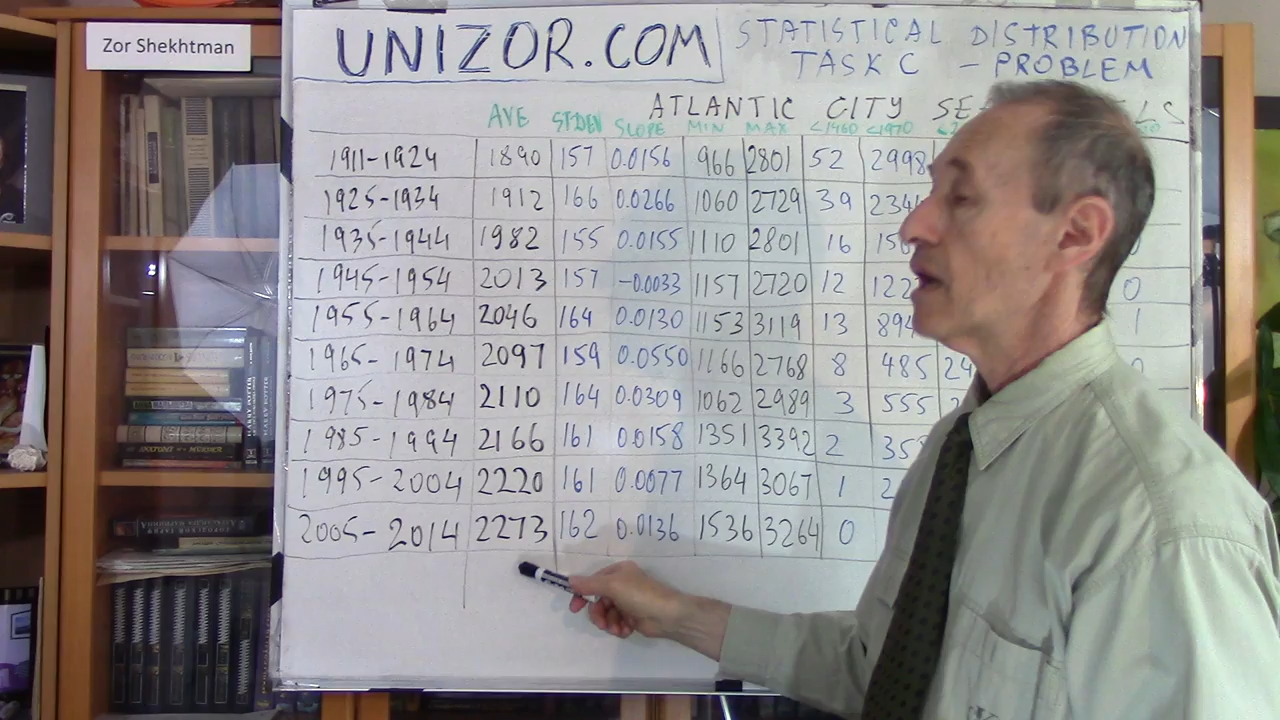 Zor Shekhtman
UNIZOR.COM
STATISTICAL DISTRIBUTION
TASK C - PROBLEM
ATLANTIC CITY
AVE STDEV SLOPE MIN MAX <1960 <1970
1911-1924 1890 157 0.0156 966 2801 52 2998
1925-1934 1912 166 0.0266 1060 2729 39
1935-1944 1982 155 0.0155 1110 2801 16
1945-1954 2013 157 -0.0033 1157 2720 12 0
1955-1964 2046 164 0.0130 1153 3119 13 894 1
1965-1974 2097 159 0.0550 1166 2768 8 485
1975-1984 2110 164 0.0309 1062 2989 3 555
1985-1994 2166 161 0.0158 1351 3392 2
1995-2004 2220 161 0.0077 1364 3067 1
2005-2014 2273 162 0.0136 1536 3264 0
HARRY POTTER